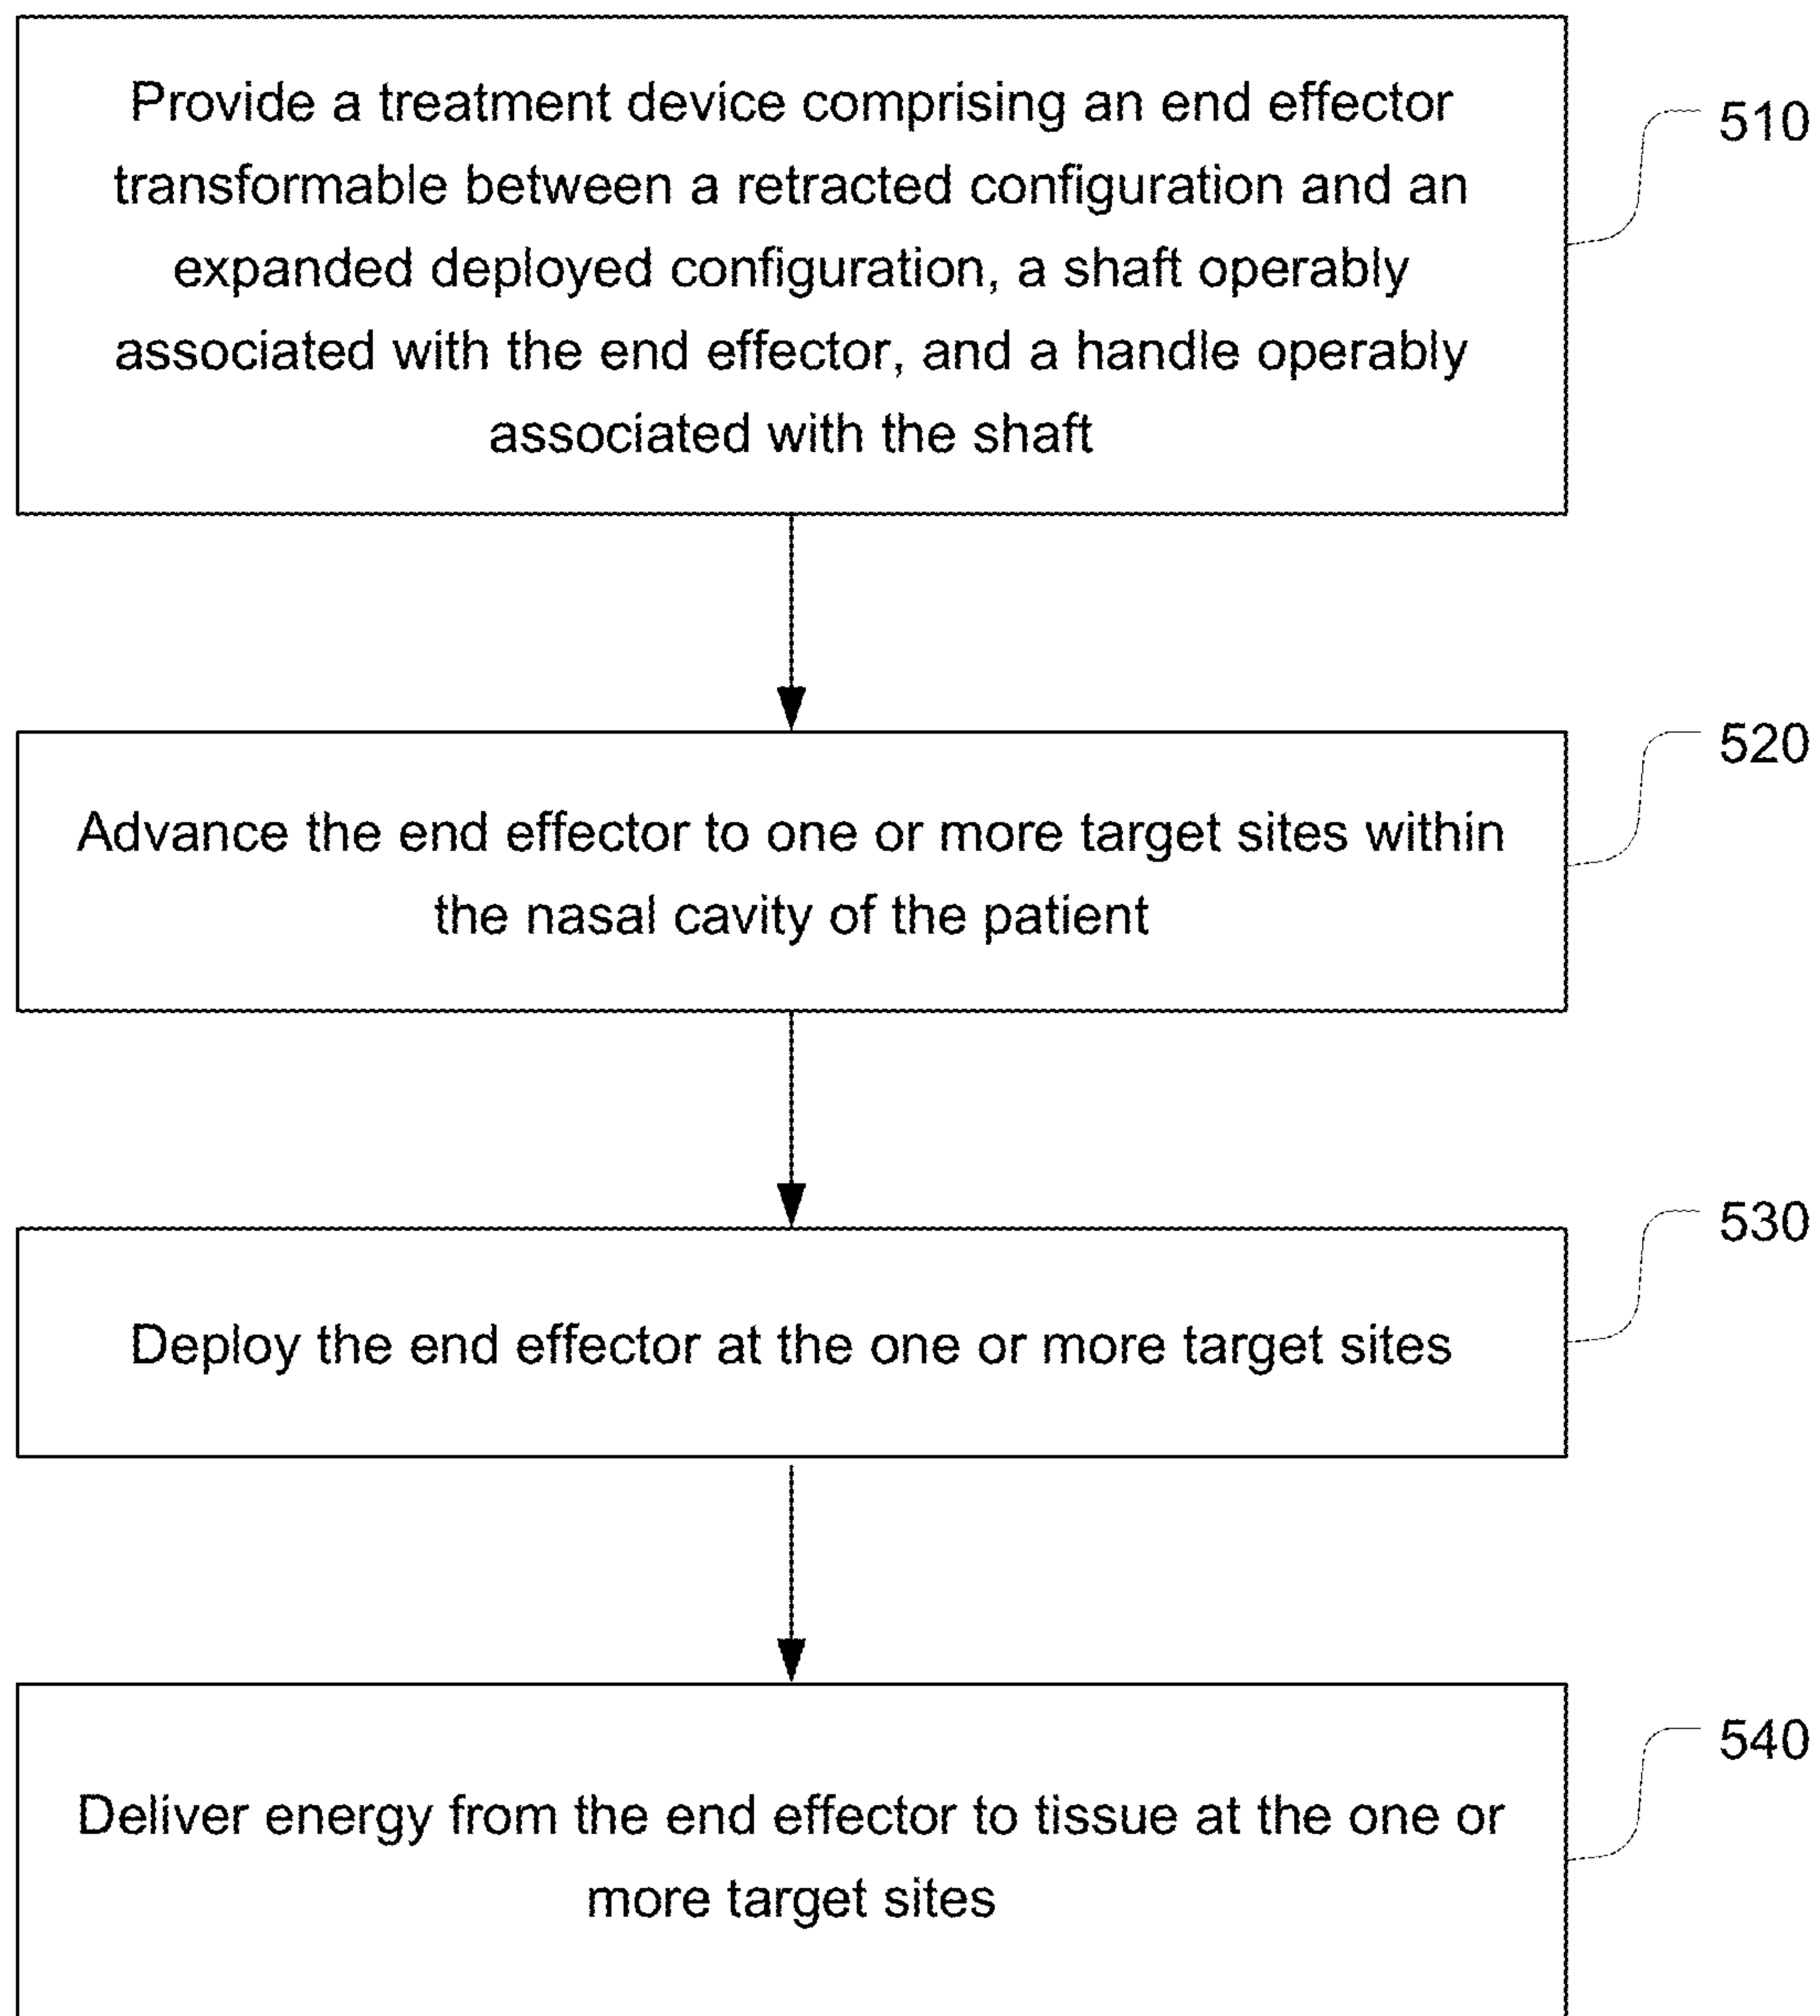 Provide a treatment device comprising an end effector
transformable between a retracted configuration and an
expanded deployed configuration, a shaft operably
associated with the end effector, and a handle operably
associated with the shaft
510
Advance the end effector to one or more target sites within
the nasal cavity of the patient
520
Deploy the end effector at the one or more target sites
530
Deliver energy from the end effector to tissue at the one or
more target sites
540